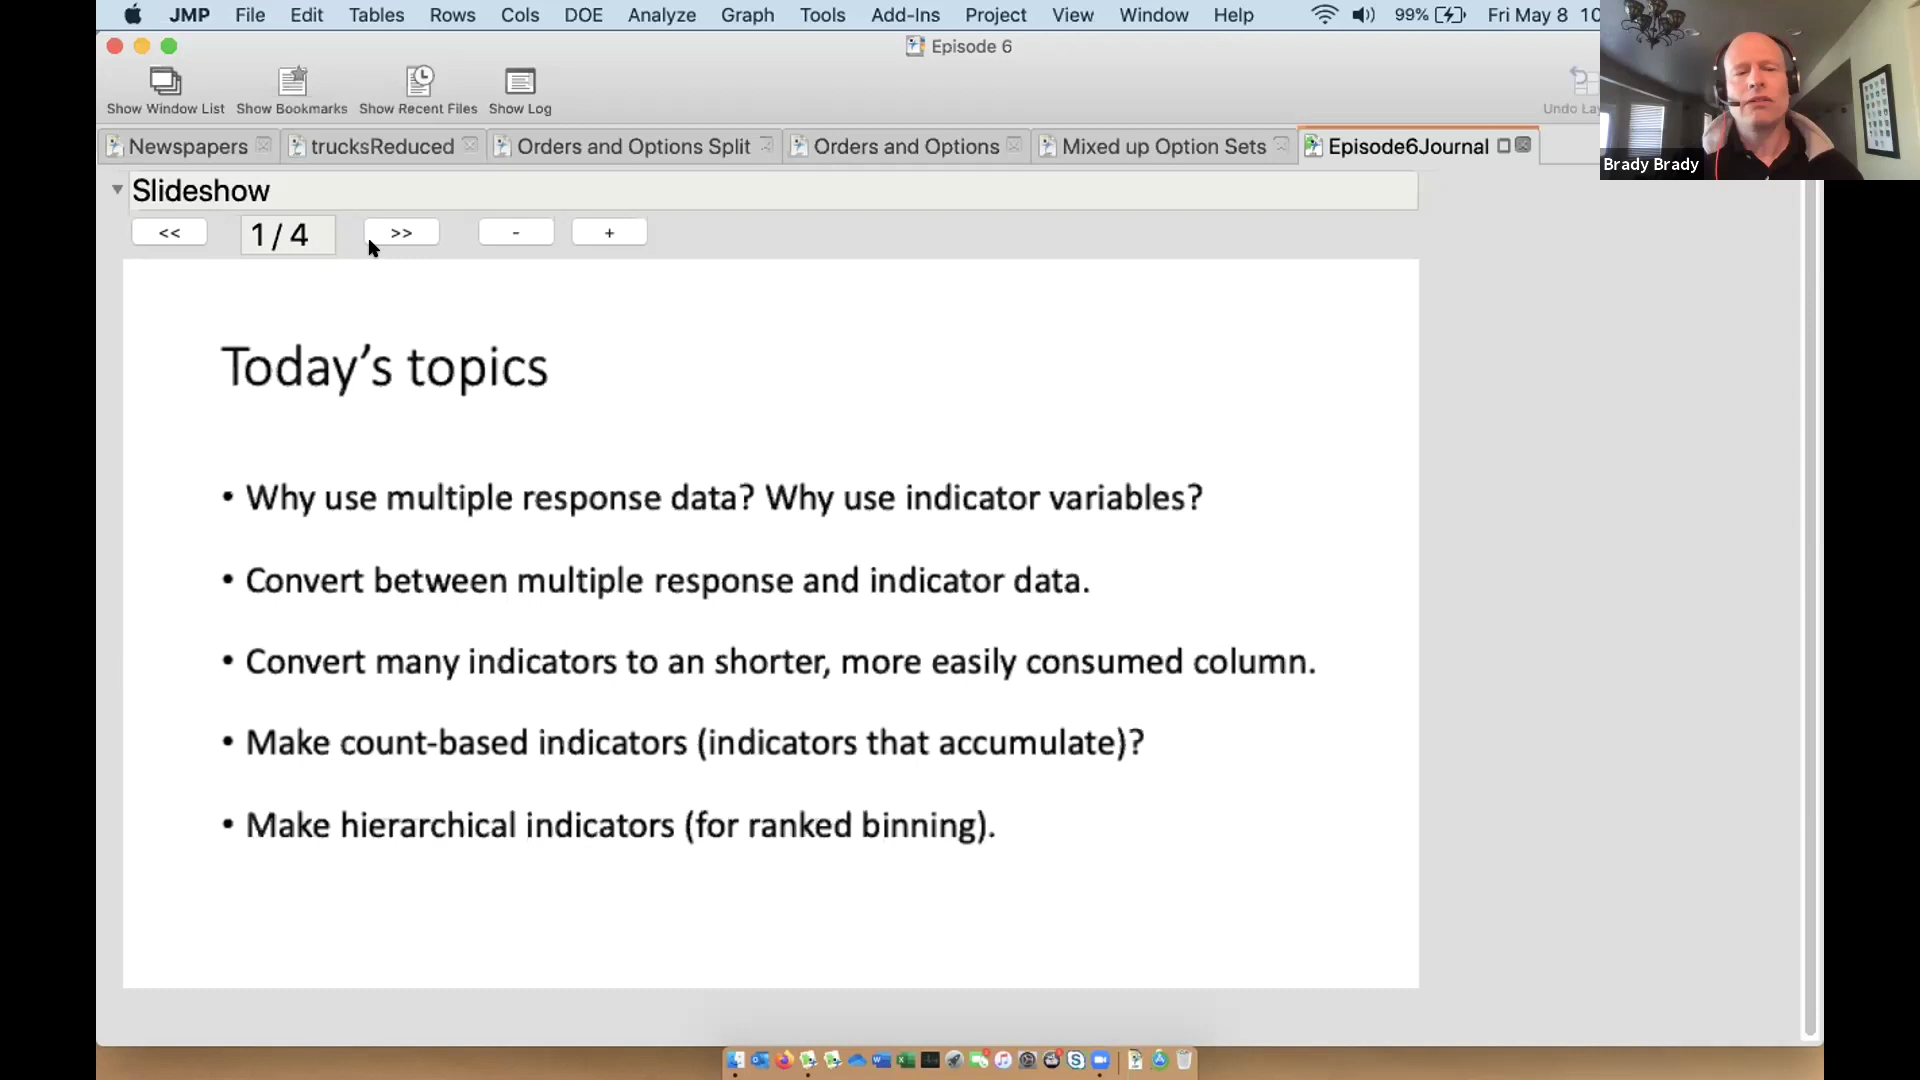 JMP File Edit Tables Rows Cols DOE Analyze Graph Tools Add-Ins Project View Window Help 99% Fri May 8 10
Episode 6
Show Window List Show Bookmarks Show Recent Files Show Log Undo
Brady Brady
Newspapers trucksReduced Orders and Options Split Orders and Options Mixed up Option Sets Episode6Journal
Slideshow
<< 1 / 4 >> - +
Today's topics
• Why use multiple response data? Why use indicator variables?
• Convert between multiple response and indicator data.
• Convert many indicators to an shorter, more easily consumed column.
• Make count-based indicators (indicators that accumulate)?
• Make hierarchical indicators (for ranked binning).